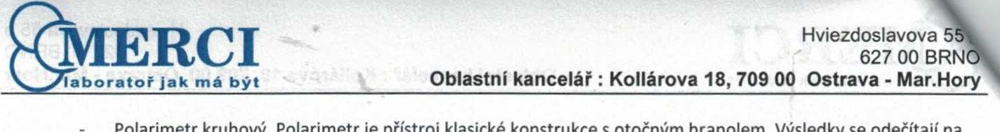 MERCI
laboratoř jak má být
Hviezdoslavova 55
627 00 BRNO
Oblastní kancelář : Kollárova 18, 709 00 Ostrava - Mar.Hory
- Polarimetr kruhový. Polarimetr je přístroj klasické konstrukce s otočným hranolem. Výsledky se odečítají na